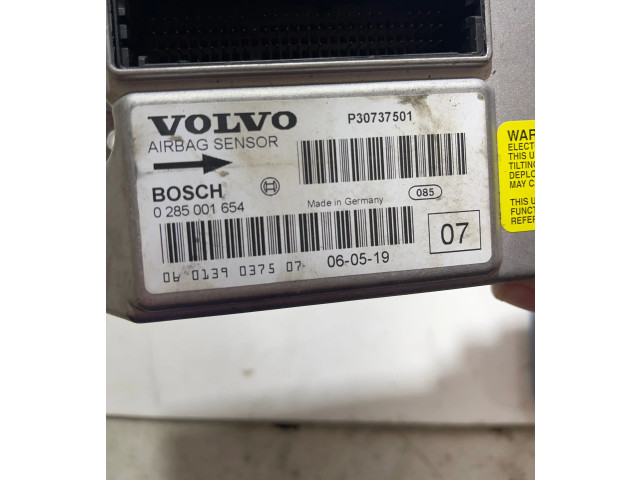 VOLVO
P30737501
AIRBAG SENSOR
BOSCH
Made in Germany
085
0 285 001 654
07
06 0139 0375 07
06-05-19
WAR
ELECT
THIS U
TILTING
DEPLO
MAY C
THIS U
FUNCT
REFER